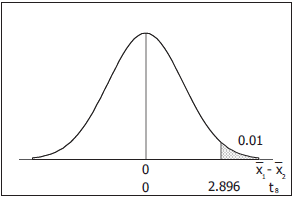 0.01
0 x̅₁ - x̅₂
0 2.896 t₈